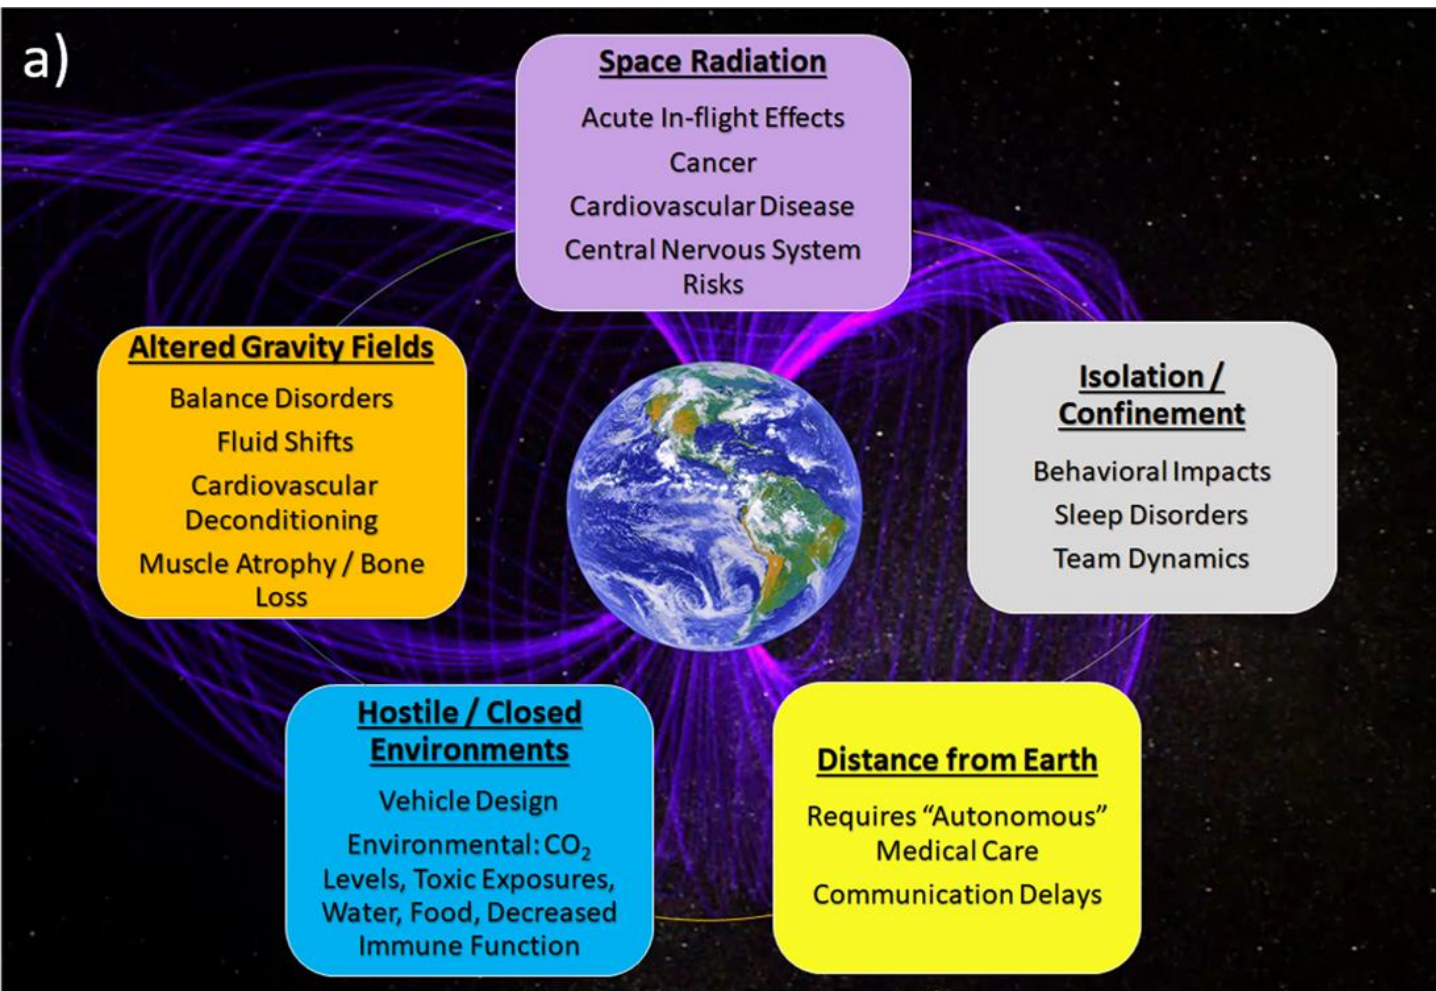 a)
Space Radiation
Acute In-flight Effects
Cancer
Cardiovascular Disease
Central Nervous System
Risks
Altered Gravity Fields
Balance Disorders
Fluid Shifts
Cardiovascular
Deconditioning
Muscle Atrophy / Bone
Loss
Isolation /
Confinement
Behavioral Impacts
Sleep Disorders
Team Dynamics
Hostile / Closed
Environments
Vehicle Design
Environmental: CO₂
Levels, Toxic Exposures,
Water, Food, Decreased
Immune Function
Distance from Earth
Requires “Autonomous”
Medical Care
Communication Delays